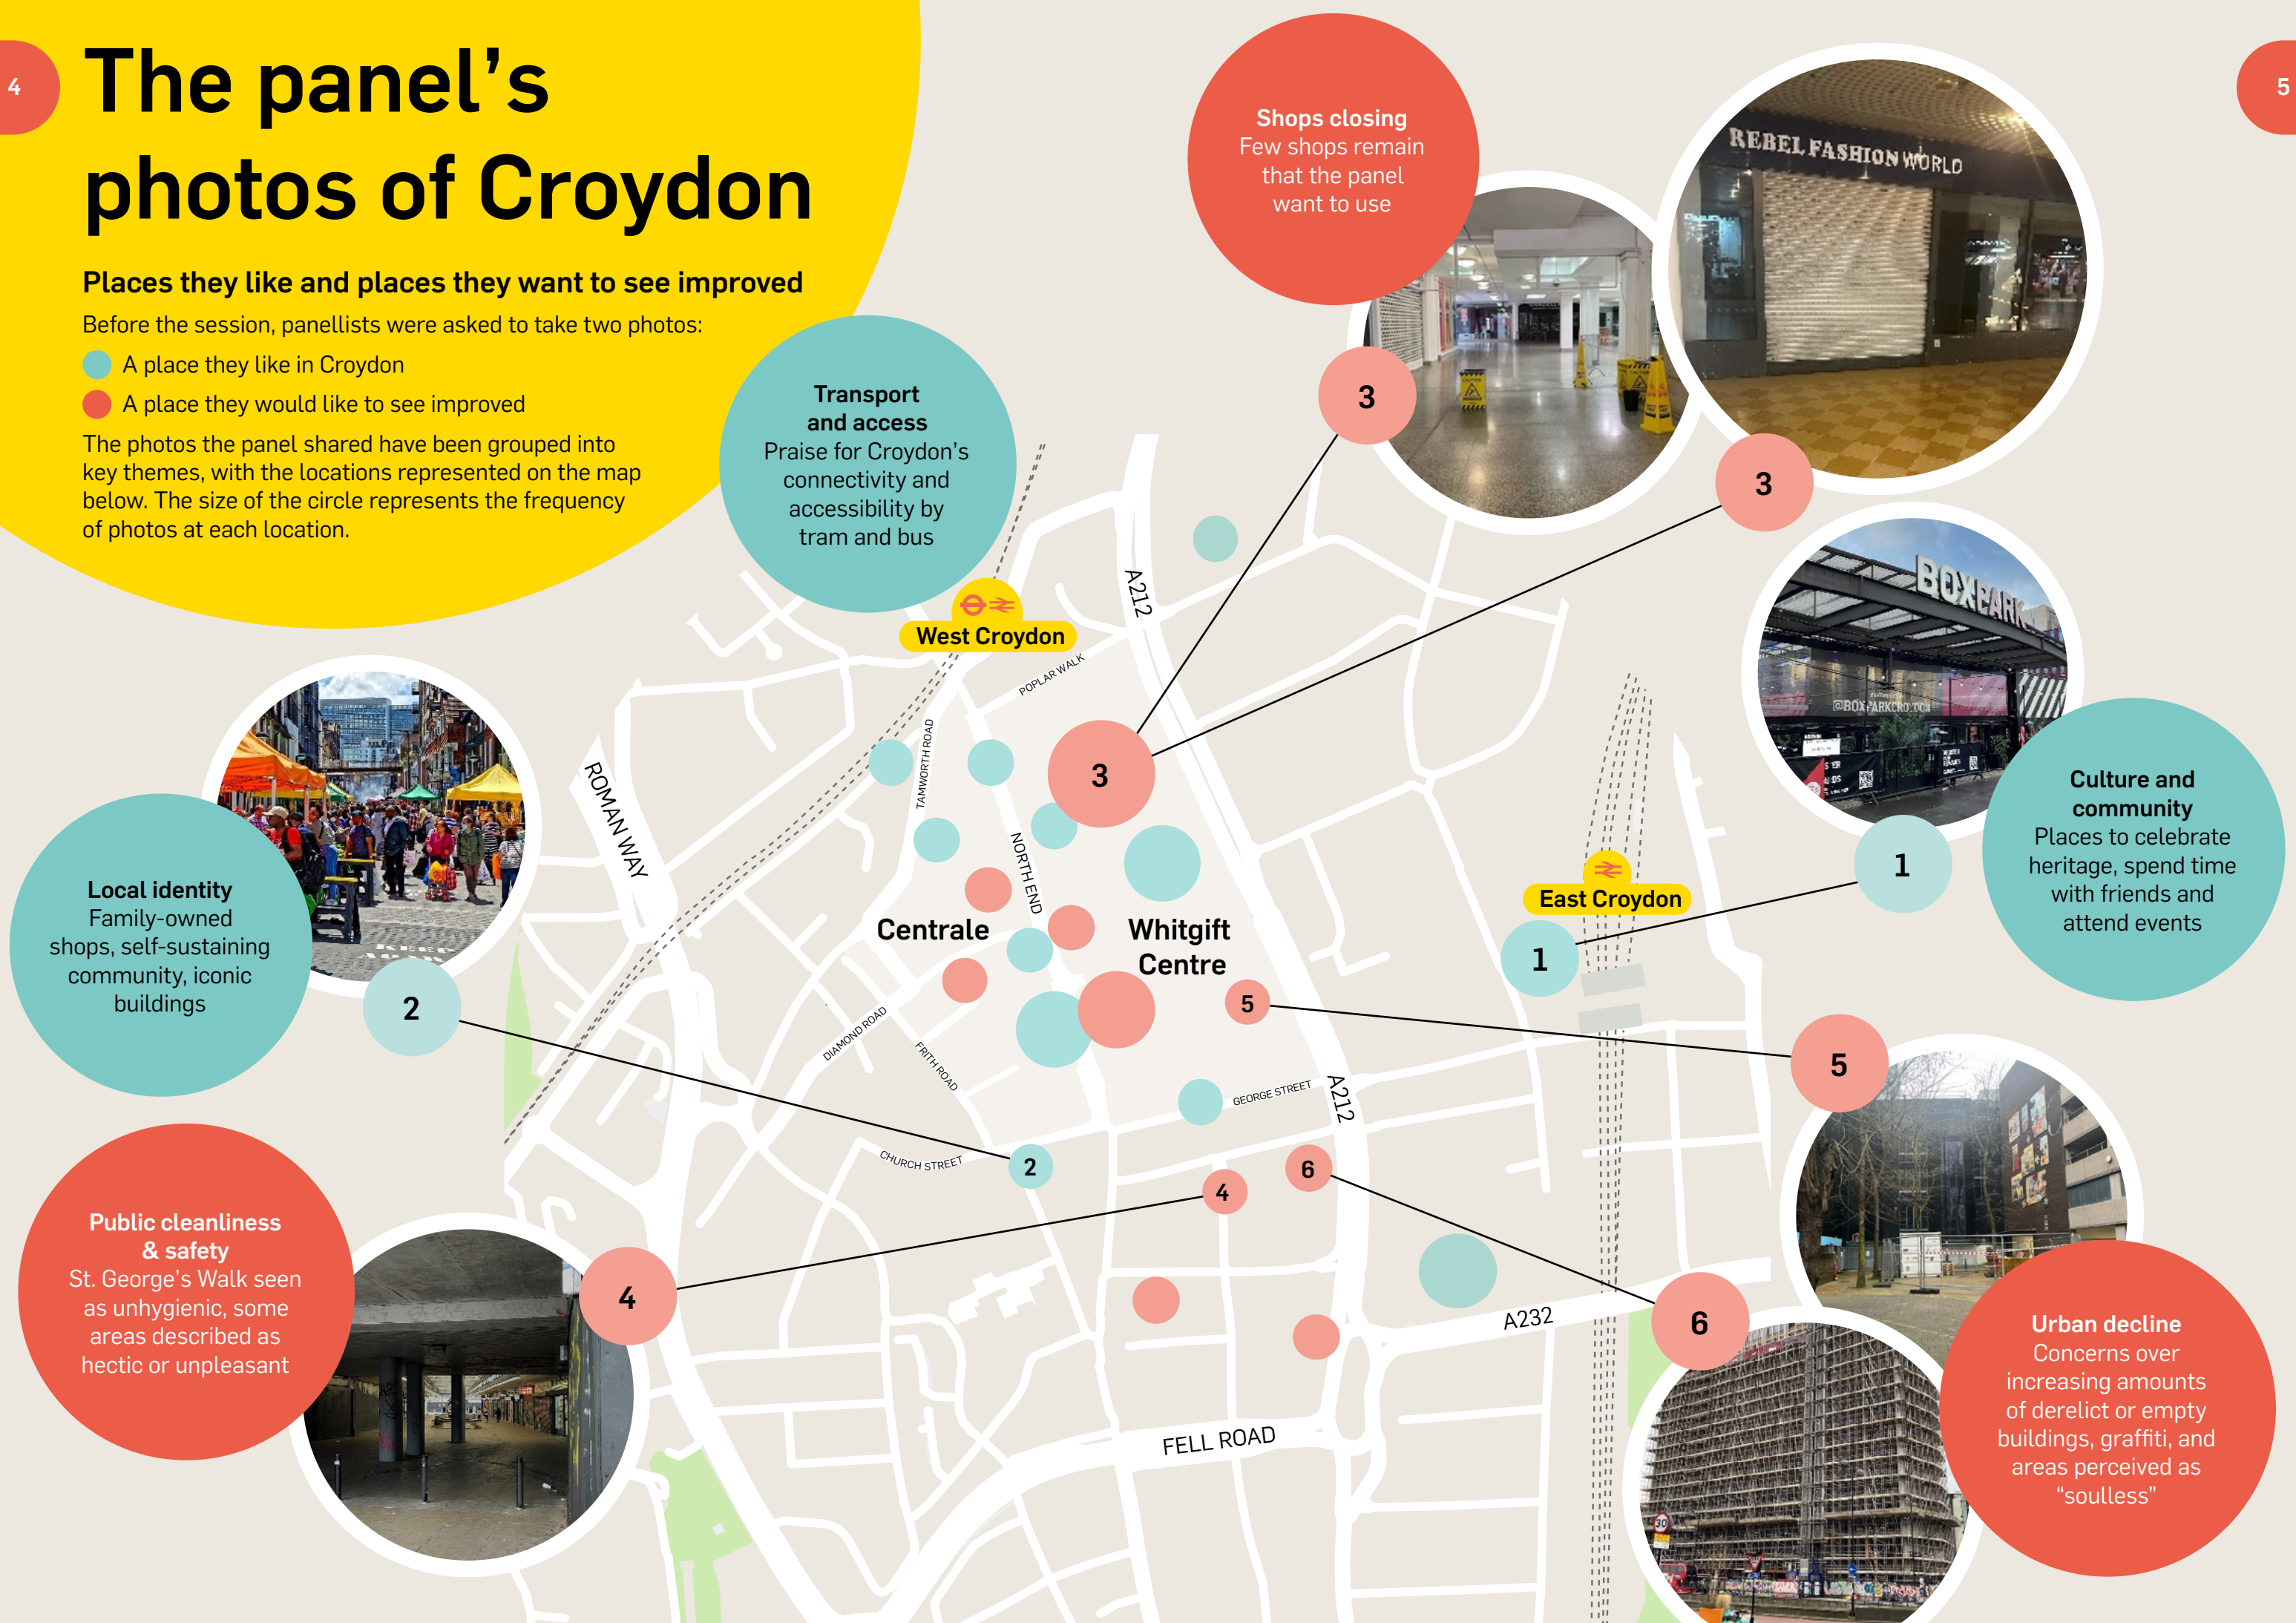 4
The panel's
photos of Croydon
Places they like and places they want to see improved
Before the session, panellists were asked to take two photos:
A place they like in Croydon
A place they would like to see improved
The photos the panel shared have been grouped into
key themes, with the locations represented on the map
below. The size of the circle represents the frequency
of photos at each location.
5
Shops closing
Few shops remain
that the panel
want to use
REBEL FASHION WORLD
CAUTION
3
3
Transport
and access
Praise for Croydon's
connectivity and
accessibility by
tram and bus
BOXPARK
@BOXPARKCROYDON
Culture and
community
Places to celebrate
heritage, spend time
with friends and
attend events
1
West Croydon
A212
POPLAR WALK
TAMWORTH ROAD
ROMAN WAY
3
NORTH END
Centrale
Whitgift
Centre
East Croydon
1
5
5
Local identity
Family-owned
shops, self-sustaining
community, iconic
buildings
KEEP
2
DIAMOND ROAD
FRITH ROAD
GEORGE STREET
A212
CHURCH STREET
2
4
6
Public cleanliness
& safety
St. George's Walk seen
as unhygienic, some
areas described as
hectic or unpleasant
4
A232
FELL ROAD
6
30
Urban decline
Concerns over
increasing amounts
of derelict or empty
buildings, graffiti, and
areas perceived as
“soulless”